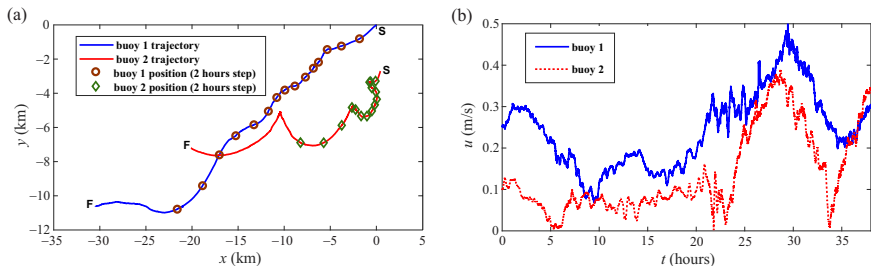 (a)
0
−2
−4
−6
−8
−10
−12
y (km)
S
S
F
F
buoy 1 trajectory
buoy 2 trajectory
buoy 1 position (2 hours step)
buoy 2 position (2 hours step)
−35 −30 −25 −20 −15 −10 −5 0 5
x (km)
(b)
0.5
0.4
0.3
0.2
0.1
0
u (m/s)
buoy 1
buoy 2
0 5 10 15 20 25 30 35
t (hours)